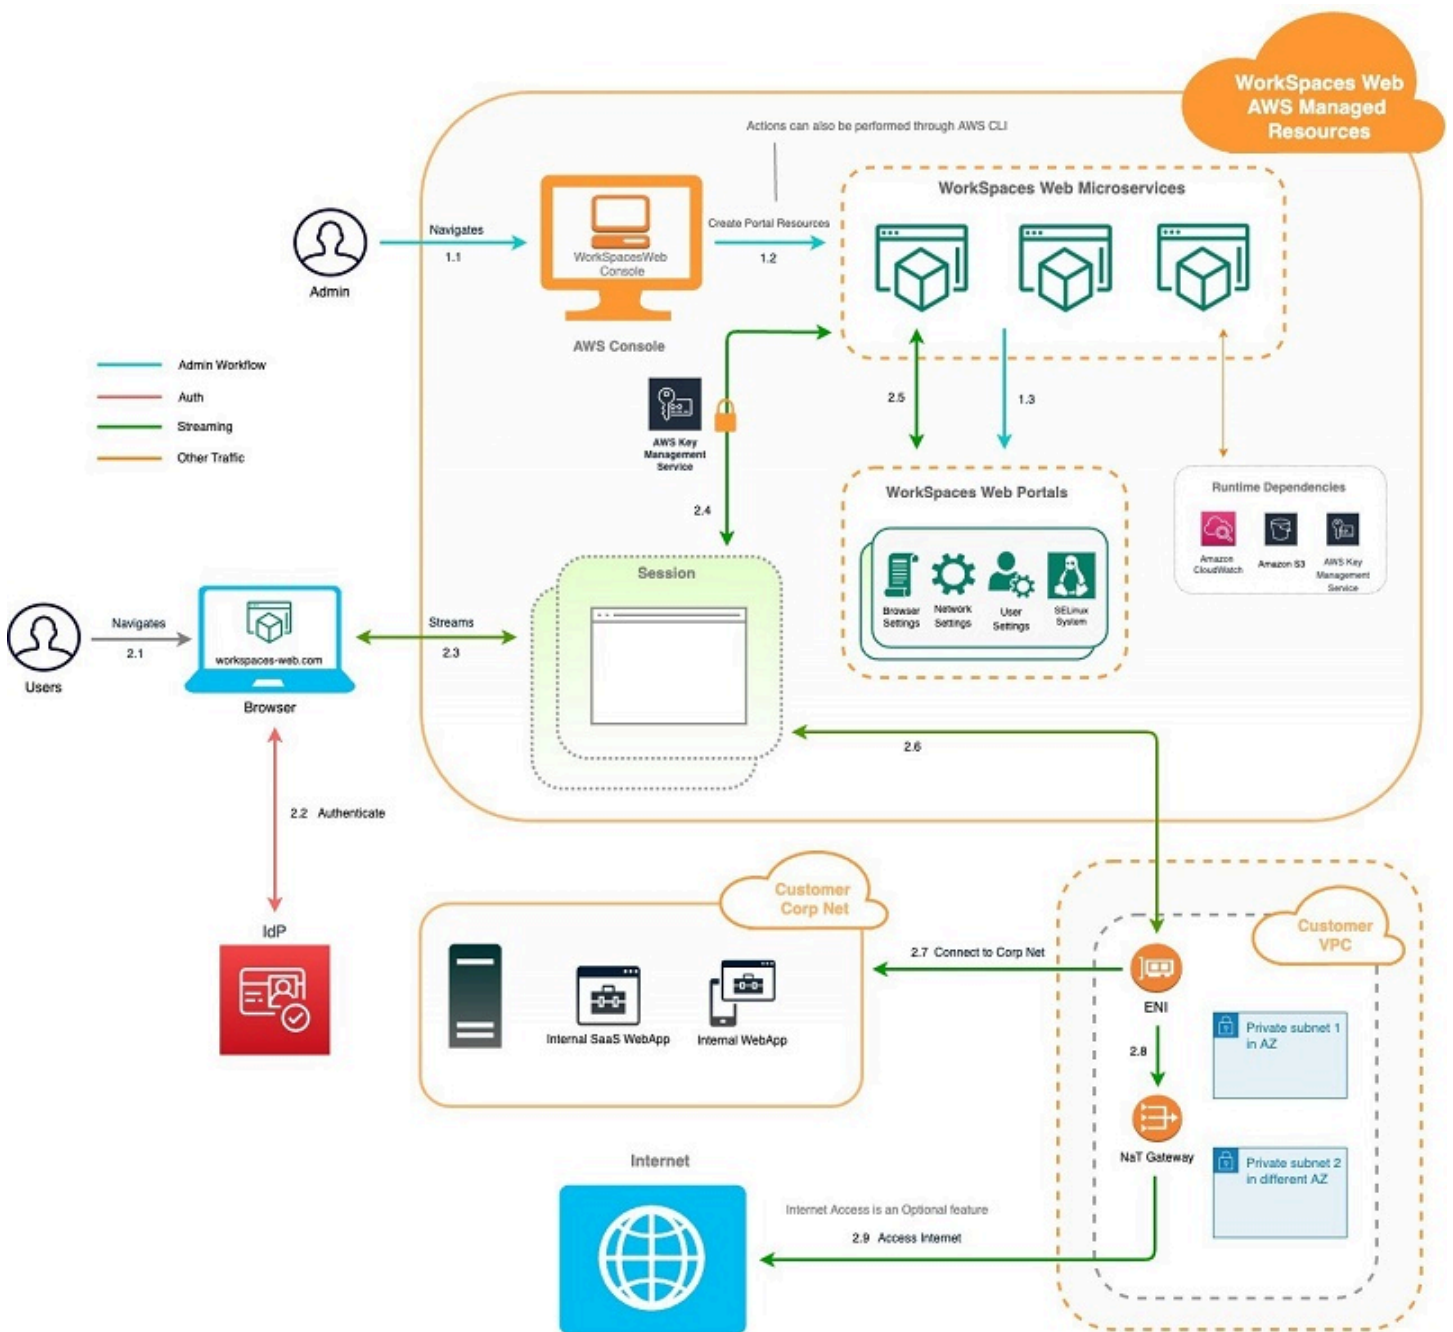 WorkSpaces Web
AWS Managed
Resources
Actions can also be performed through AWS CLI
WorkSpaces Web Microservices
Navigates
1.1
Admin
WorkSpacesWeb
Console
AWS Console
Create Portal Resources
1.2
Admin Workflow
Auth
Streaming
Other Traffic
AWS Key
Management
Service
2.4
2.5
1.3
WorkSpaces Web Portals
Browser
Settings
Network
Settings
User
Settings
SELinux
System
Runtime Dependencies
Amazon
CloudWatch
Amazon S3
AWS Key
Management
Service
Users
Navigates
2.1
workspaces-web.com
Browser
Streams
2.3
Session
2.6
2.2 Authenticate
IdP
Customer
Corp Net
Internal SaaS WebApp
Internal WebApp
2.7 Connect to Corp Net
Customer
VPC
ENI
2.8
NaT Gateway
Private subnet 1
in AZ
Private subnet 2
in different AZ
Internet
Internet Access is an Optional feature
2.9 Access Internet